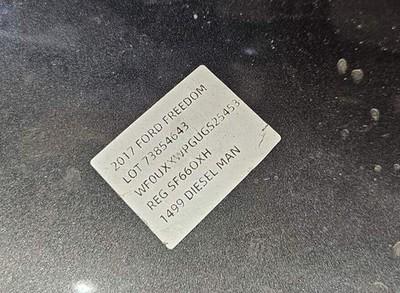 2017 FORD FREEDOM
LOT 73854643
WF0UXXWPGUGS25453
REG SF66OXH
1499 DIESEL MAN